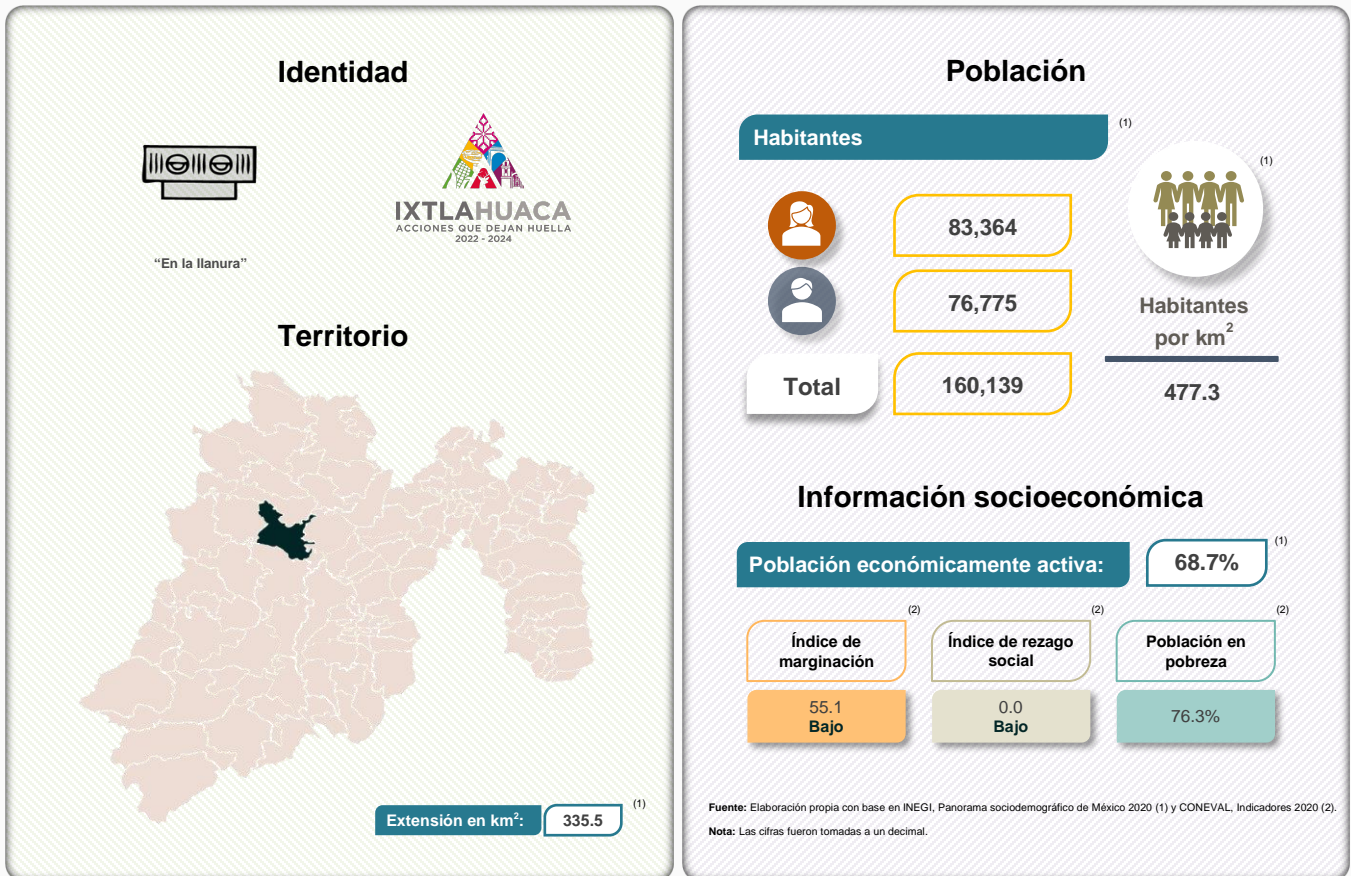 Identidad
IXTLAHUACA
ACCIONES QUE DEJAN HUELLA
2022 - 2024
“En la llanura”
Territorio
Extensión en km²:
335.5
(1)
Población
Habitantes
(1)
83,364
76,775
Total
160,139
(1)
Habitantes
por km²
477.3
Información socioeconómica
Población económicamente activa:
68.7%
(1)
(2)
Índice de
marginación
55.1
Bajo
(2)
Índice de rezago
social
0.0
Bajo
(2)
Población en
pobreza
76.3%
Fuente: Elaboración propia con base en INEGI, Panorama sociodemográfico de México 2020 (1) y CONEVAL, Indicadores 2020 (2).
Nota: Las cifras fueron tomadas a un decimal.